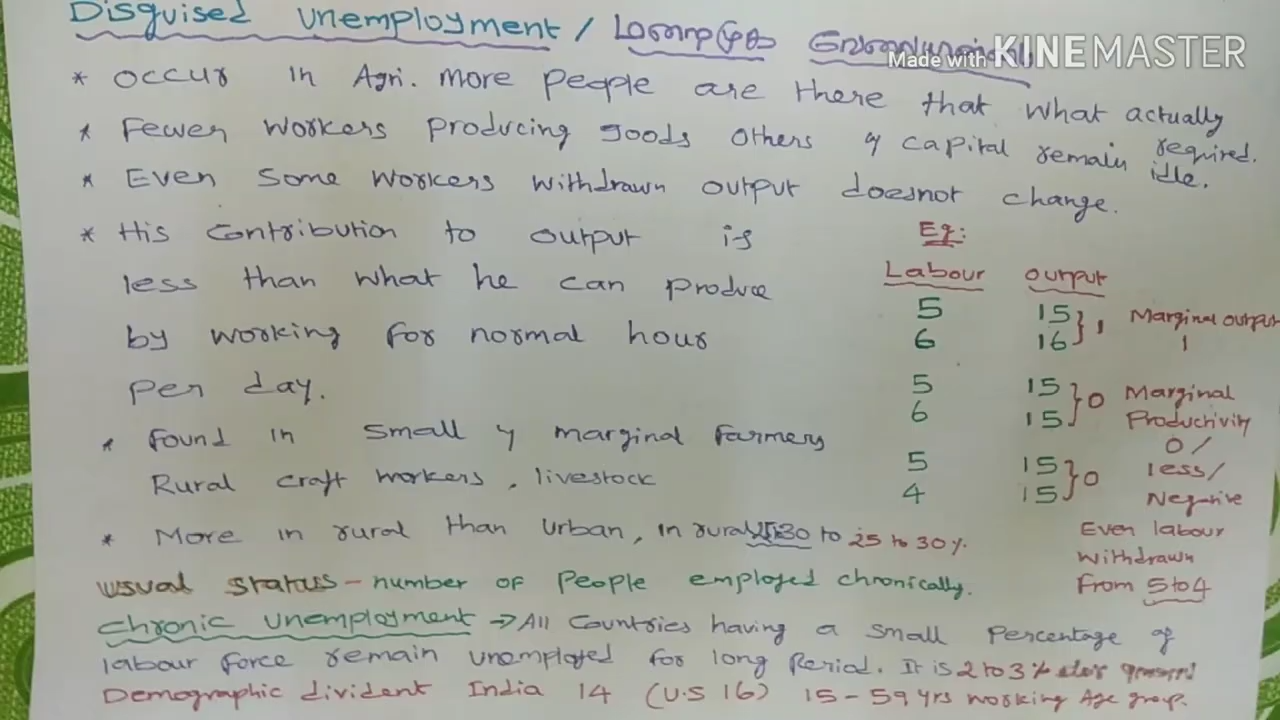 Disguised unemployment / மறைமுக
Made with KINEMASTER
* Occur in Agri. more people are there that what actually required.
* Fewer workers producing goods others & capital remain idle.
* Even some workers withdrawn output doesnot change.
* His contribution to output is
less than what he can produce
by working for normal hour
per day.
* found in small & marginal farmers
Rural craft workers, livestock
* More in rural than urban, in rural to 25 to 30%.
Eg:
Labour output
5 15 } 1 Marginal output
6 16 1
5 15 } 0 Marginal
6 15 Productivity
0/
5 15 } 0 less/
4 15 Negative
Even labour
withdrawn
From 5 to 4
usual status - number of people employed chronically.
chronic unemployment → All countries having a small percentage of
labour force remain unemployed for long period. It is 2 to 3%
Demographic divident India 14 (U.S 16) 15-59 yrs working Age group.